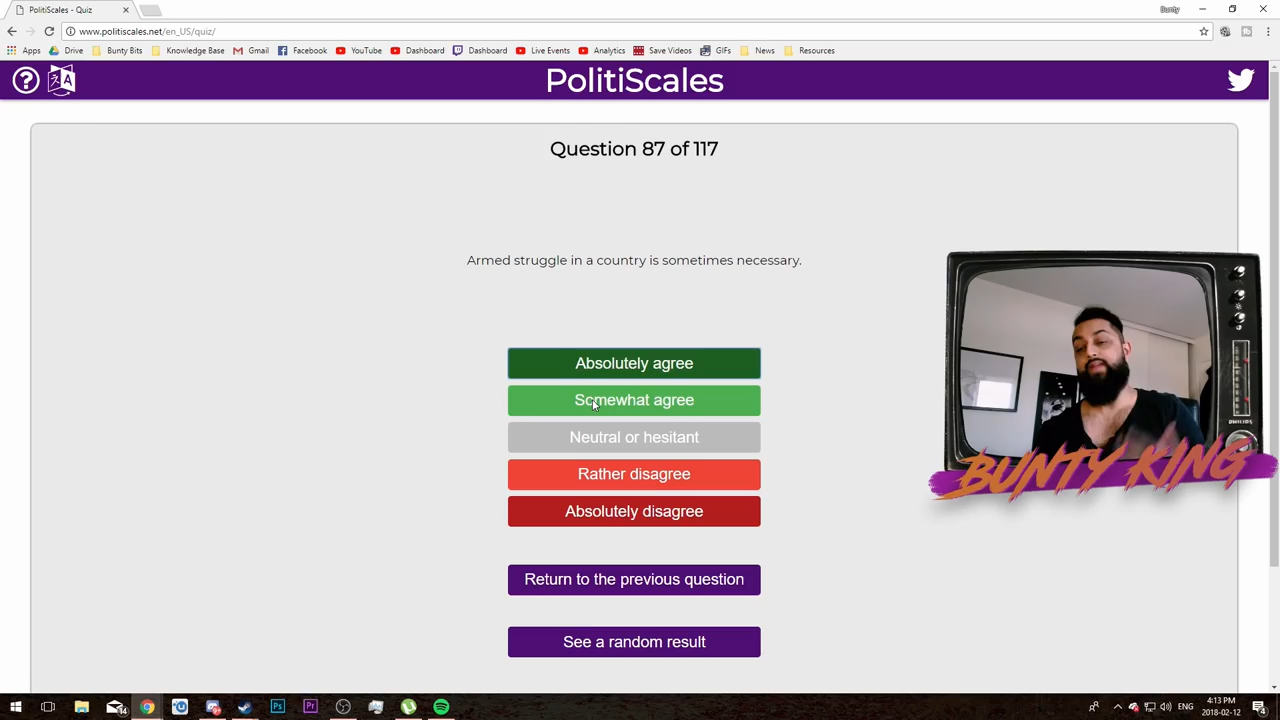 PolitiScales - Quiz
Bunty
www.politiscales.net/en_US/quiz/
Apps Drive Bunty Bits Knowledge Base Gmail Facebook YouTube Dashboard Dashboard Live Events Analytics Save Videos GIFs News Resources
PolitiScales
Question 87 of 117
Armed struggle in a country is sometimes necessary.
Absolutely agree
Somewhat agree
Neutral or hesitant
Rather disagree
Absolutely disagree
Return to the previous question
See a random result
PHILIPS
BUNTY KING
ENG
4:13 PM
2018-02-12